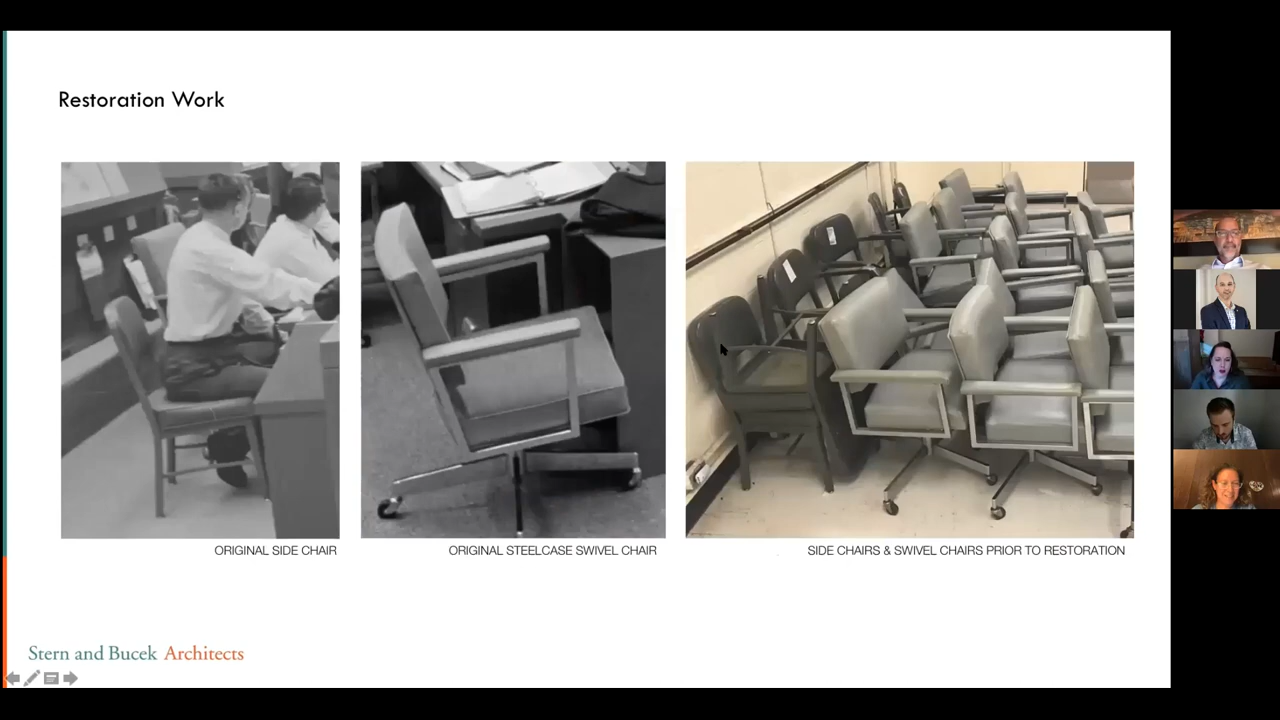 Restoration Work
ORIGINAL SIDE CHAIR
ORIGINAL STEELCASE SWIVEL CHAIR
SIDE CHAIRS & SWIVEL CHAIRS PRIOR TO RESTORATION
Stern and Bucek Architects